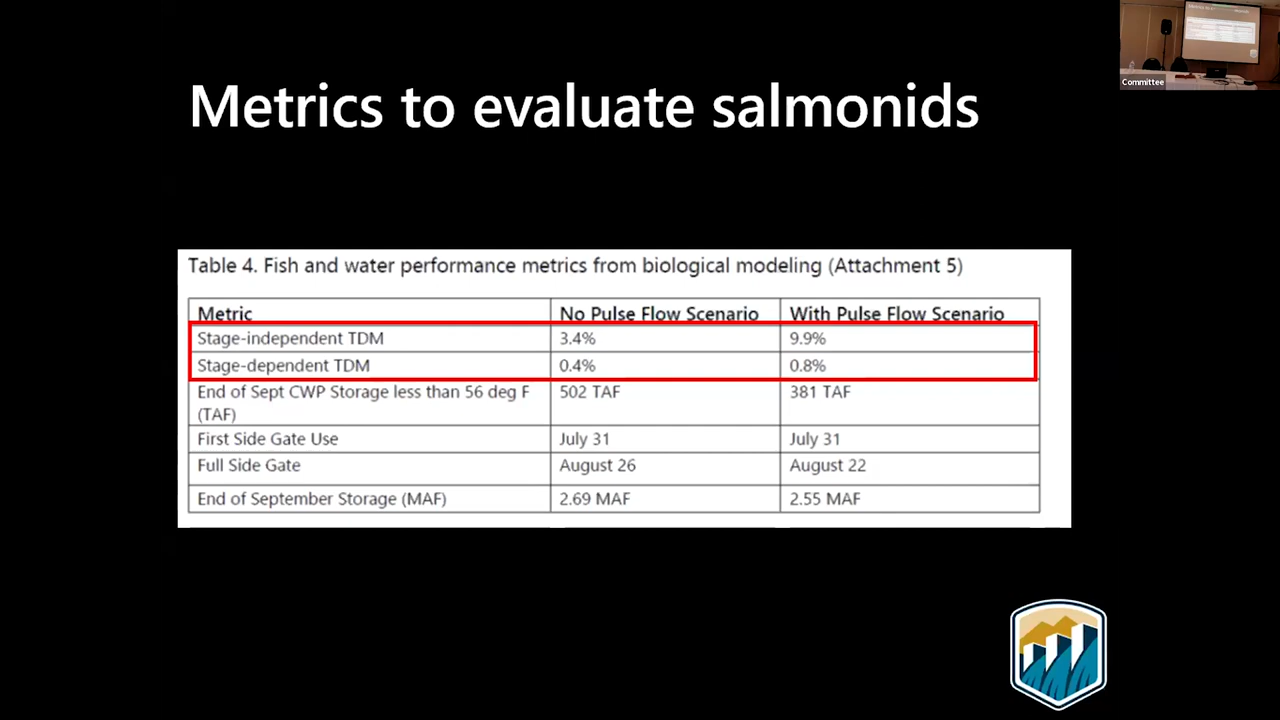 Committee
Metrics to evaluate salmonids
Table 4. Fish and water performance metrics from biological modeling (Attachment 5)
Metric No Pulse Flow Scenario With Pulse Flow Scenario
Stage-independent TDM 3.4% 9.9%
Stage-dependent TDM 0.4% 0.8%
End of Sept CWP Storage less than 56 deg F 502 TAF 381 TAF
(TAF)
First Side Gate Use July 31 July 31
Full Side Gate August 26 August 22
End of September Storage (MAF) 2.69 MAF 2.55 MAF